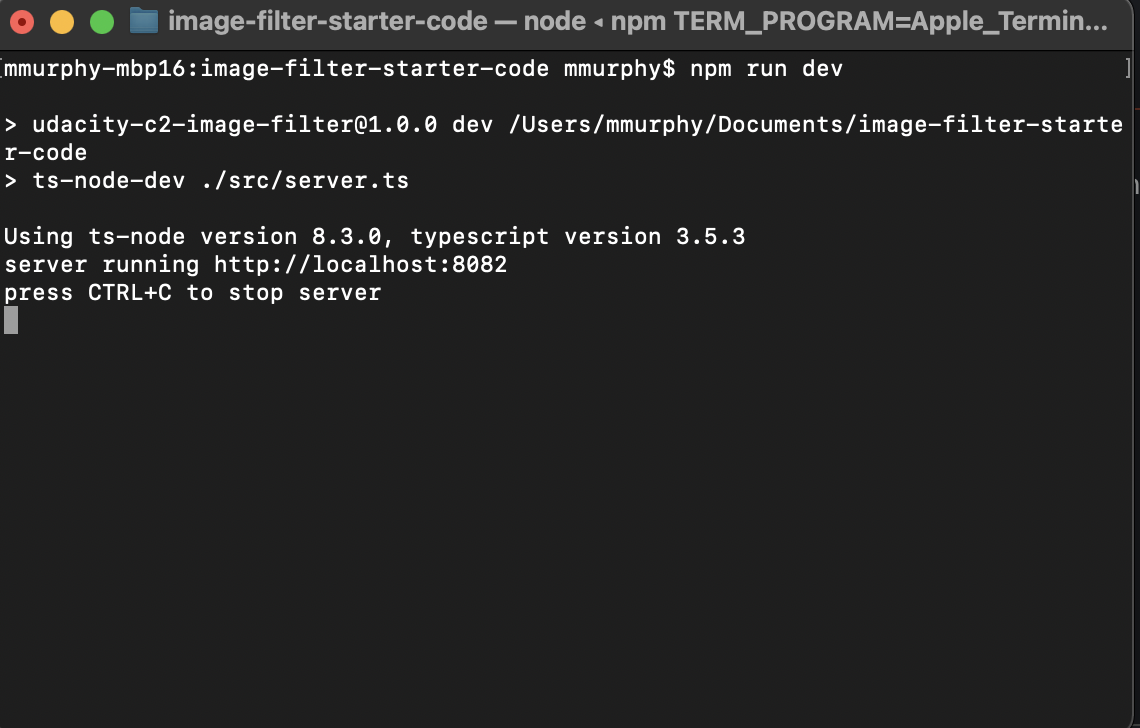 image-filter-starter-code — node ◂ npm TERM_PROGRAM=Apple_Termin...
[mmurphy-mbp16:image-filter-starter-code mmurphy$ npm run dev ]
> udacity-c2-image-filter@1.0.0 dev /Users/mmurphy/Documents/image-filter-starte
r-code
> ts-node-dev ./src/server.ts
Using ts-node version 8.3.0, typescript version 3.5.3
server running http://localhost:8082
press CTRL+C to stop server